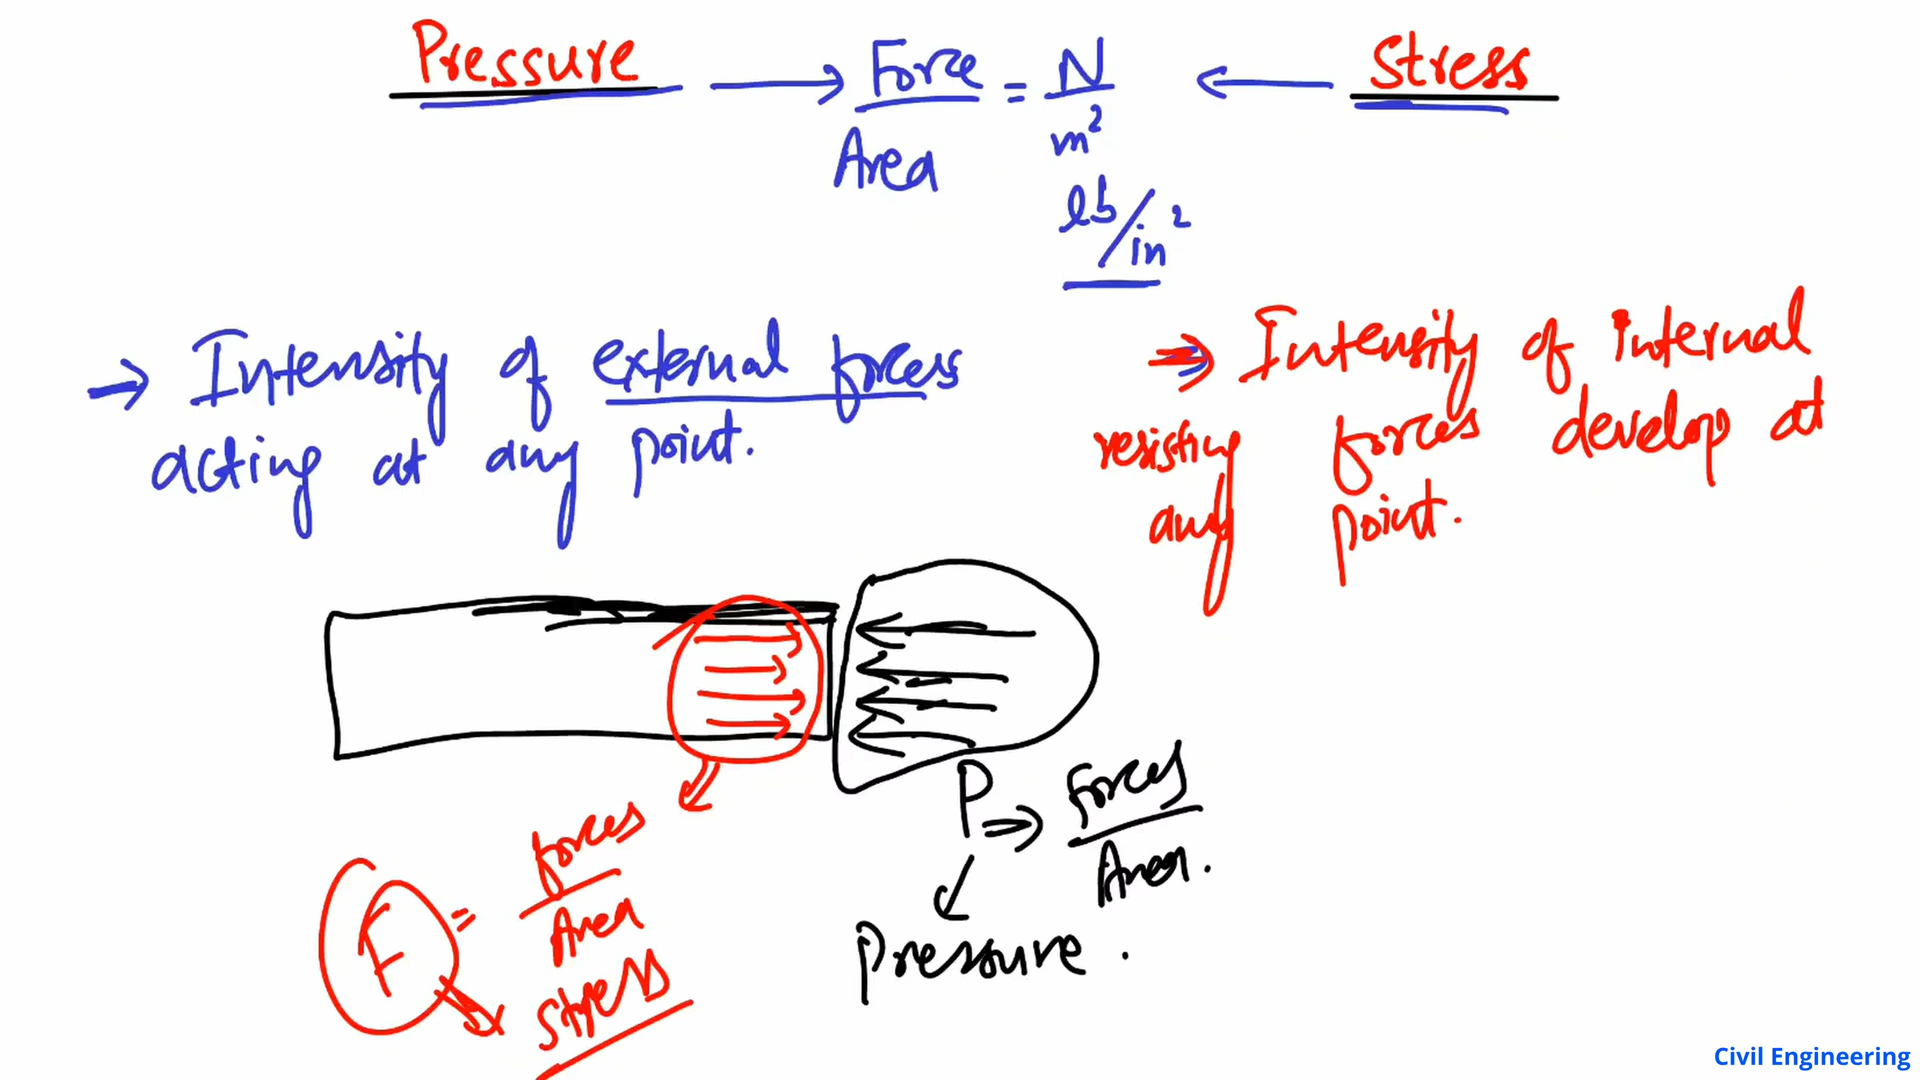 Pressure → Force/Area = N/m² ← Stress
lb/in²
→ Intensity of external forces
acting at any point.
→ Intensity of internal
resisting forces develop at
any point.
P → Forces/Area.
Pressure.
F = forces/Area
stress
Civil Engineering